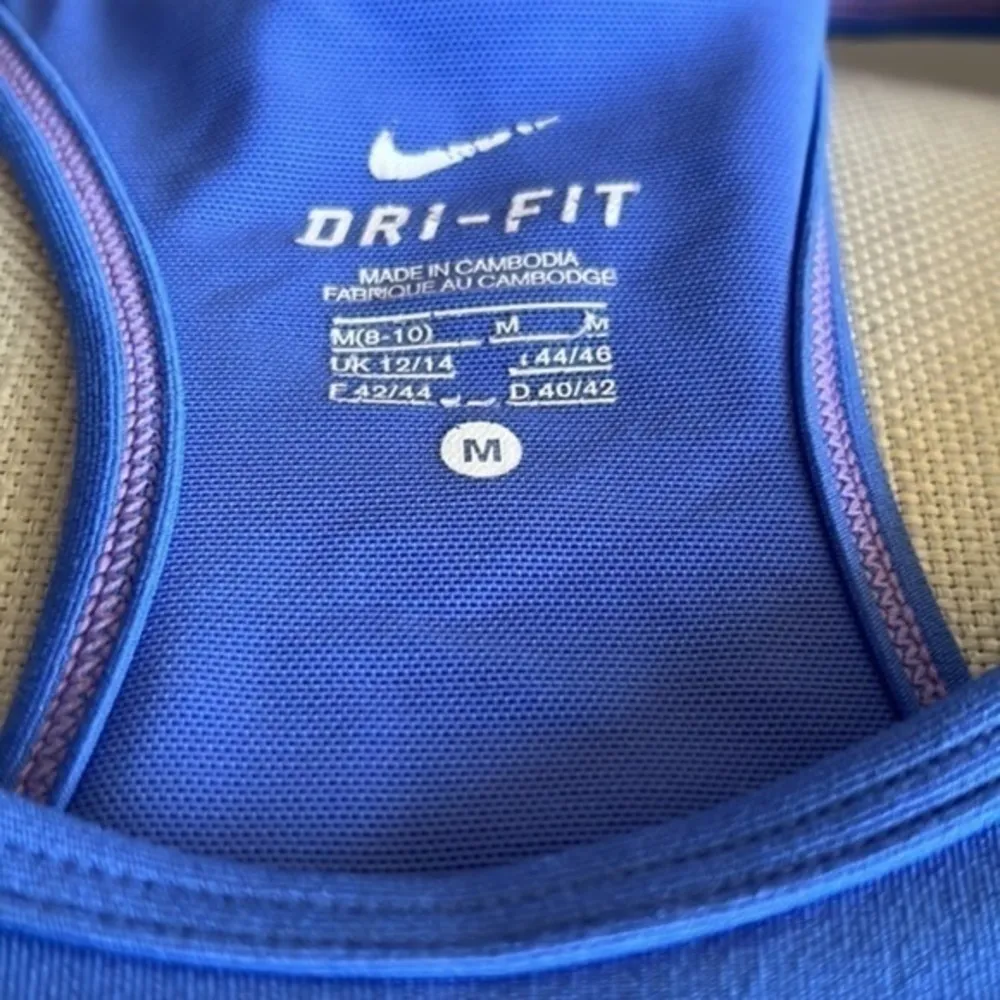 DRI-FIT
MADE IN CAMBODIA
FABRIQUE AU CAMBODGE
M(8-10) M M
UK 12/14 I 44/46
F 42/44 D 40/42
M